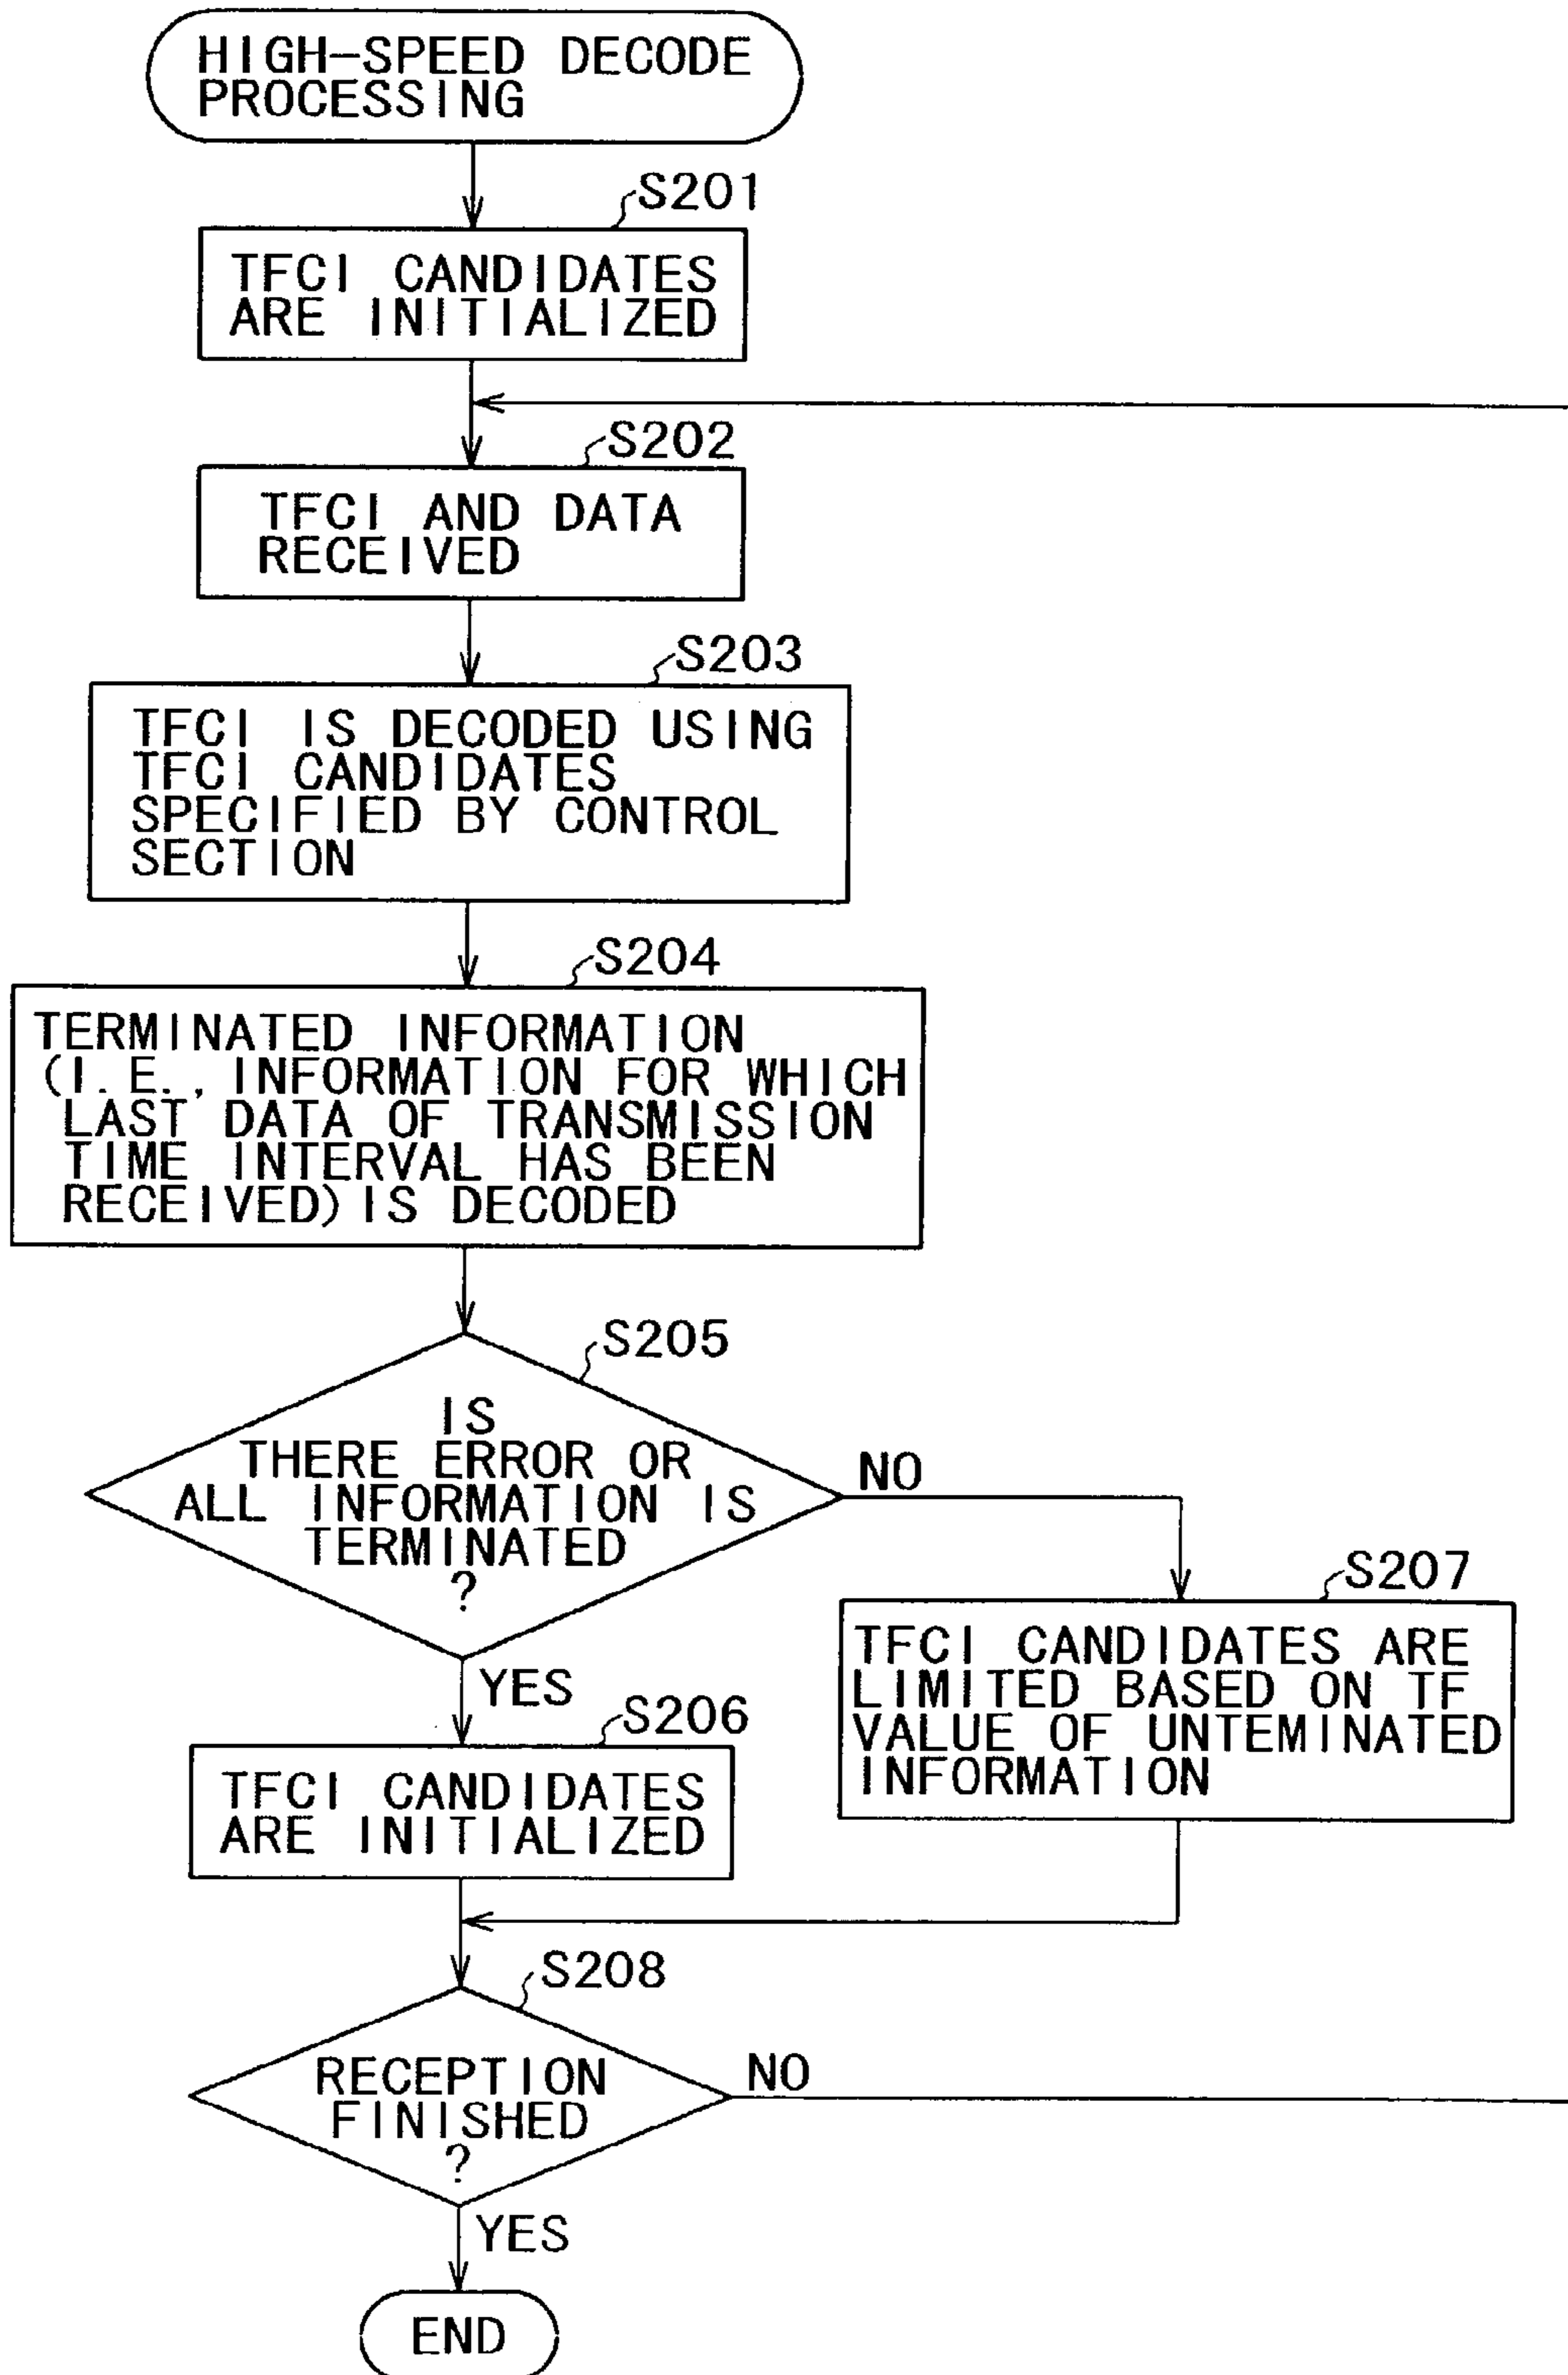 HIGH-SPEED DECODE
PROCESSING
S201
TFCI CANDIDATES
ARE INITIALIZED
S202
TFCI AND DATA
RECEIVED
S203
TFCI IS DECODED USING
TFCI CANDIDATES
SPECIFIED BY CONTROL
SECTION
S204
TERMINATED INFORMATION
(I.E., INFORMATION FOR WHICH
LAST DATA OF TRANSMISSION
TIME INTERVAL HAS BEEN
RECEIVED) IS DECODED
S205
IS
THERE ERROR OR
ALL INFORMATION IS
TERMINATED
?
NO
YES
S207
TFCI CANDIDATES ARE
LIMITED BASED ON TF
VALUE OF UNTEMINATED
INFORMATION
S206
TFCI CANDIDATES
ARE INITIALIZED
S208
RECEPTION
FINISHED
?
NO
YES
END